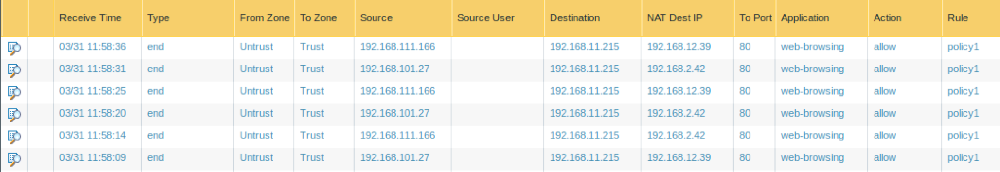 Receive Time Type From Zone To Zone Source Source User Destination NAT Dest IP To Port Application Action Rule
03/31 11:58:36 end Untrust Trust 192.168.111.166 192.168.11.215 192.168.12.39 80 web-browsing allow policy1
03/31 11:58:31 end Untrust Trust 192.168.101.27 192.168.11.215 192.168.2.42 80 web-browsing allow policy1
03/31 11:58:25 end Untrust Trust 192.168.111.166 192.168.11.215 192.168.12.39 80 web-browsing allow policy1
03/31 11:58:20 end Untrust Trust 192.168.101.27 192.168.11.215 192.168.2.42 80 web-browsing allow policy1
03/31 11:58:14 end Untrust Trust 192.168.111.166 192.168.11.215 192.168.2.42 80 web-browsing allow policy1
03/31 11:58:09 end Untrust Trust 192.168.101.27 192.168.11.215 192.168.12.39 80 web-browsing allow policy1